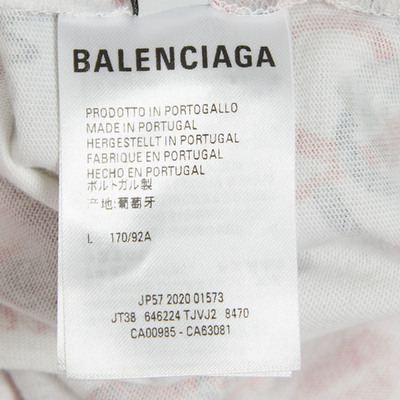 BALENCIAGA
PRODOTTO IN PORTOGALLO
MADE IN PORTUGAL
HERGESTELLT IN PORTUGAL
FABRIQUE EN PORTUGAL
HECHO EN PORTUGAL
ポルトガル製
产地:葡萄牙
L 170/92A
JP57 2020 01573
JT38 646224 TJVJ2 8470
CA00985 - CA63081